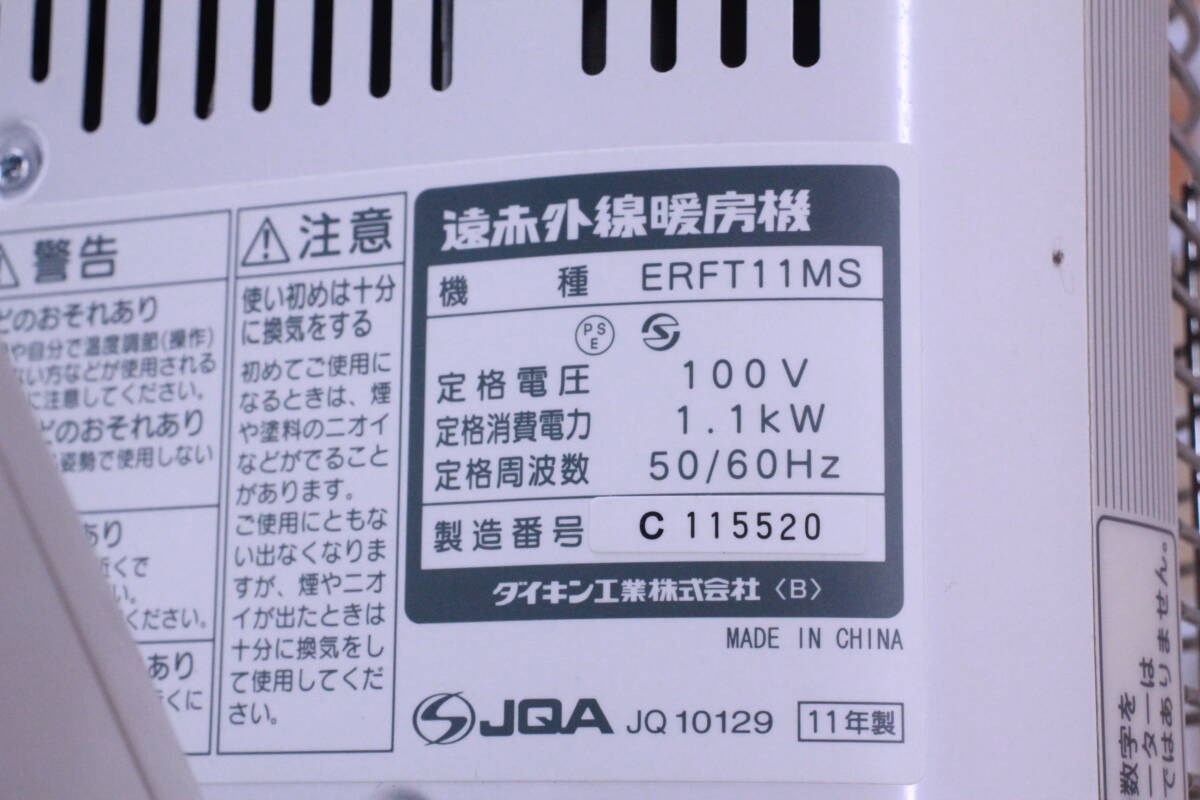 警告
どのおそれあり
や自分で温度調節(操作)
ない方などが使用される
に注意してください。
どのおそれあり
姿勢で使用しない
あり
近くで
い。
ください。
あり
近くに
注意
使い初めは十分
に換気をする
初めてご使用に
なるときは、煙
や塗料のニオイ
などがでること
があります。
ご使用にともな
い出なくなりま
すが、煙やニオ
イが出たときは
十分に換気をし
て使用してくだ
さい。
遠赤外線暖房機
機 種 ERFT11MS
PSE
定格電圧 100V
定格消費電力 1.1kW
定格周波数 50/60Hz
製造番号 C 115520
ダイキン工業株式会社〈B〉
MADE IN CHINA
JQA JQ 10129 11年製
数字を
ーターは
ではありません。